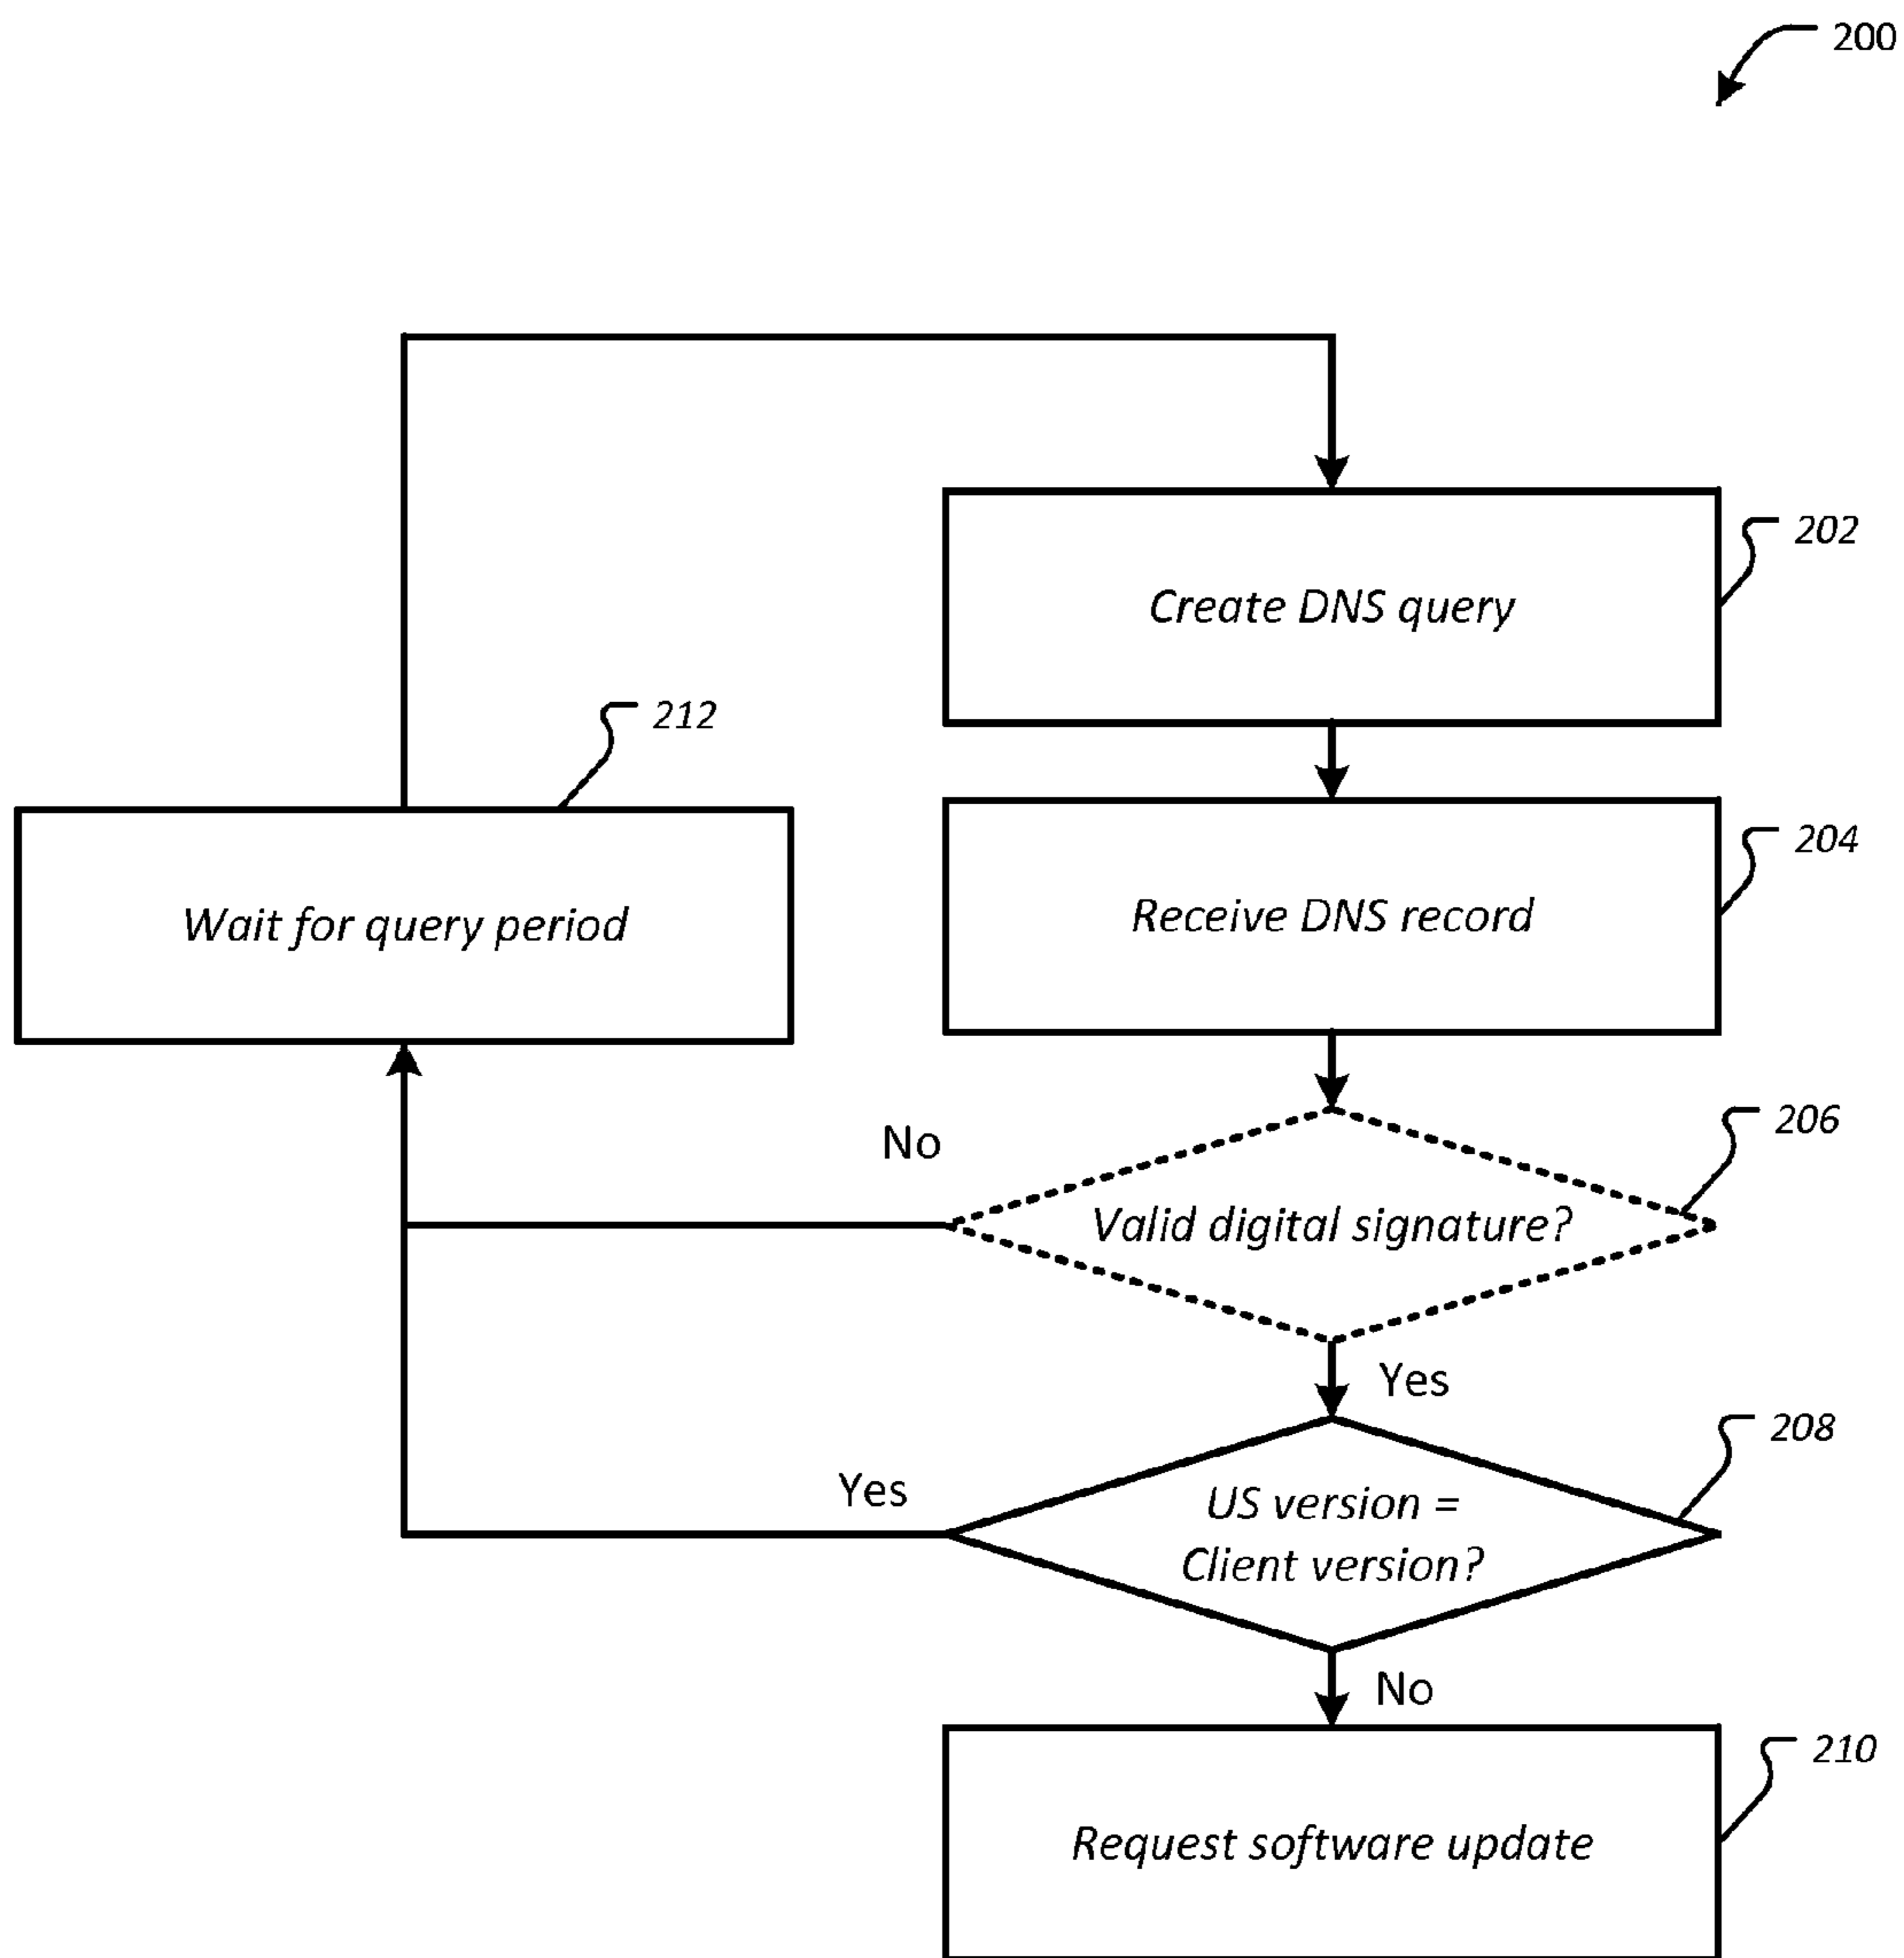 200
Create DNS query
202
212
Wait for query period
Receive DNS record
204
No
Valid digital signature?
206
Yes
Yes
US version =
Client version?
208
No
Request software update
210